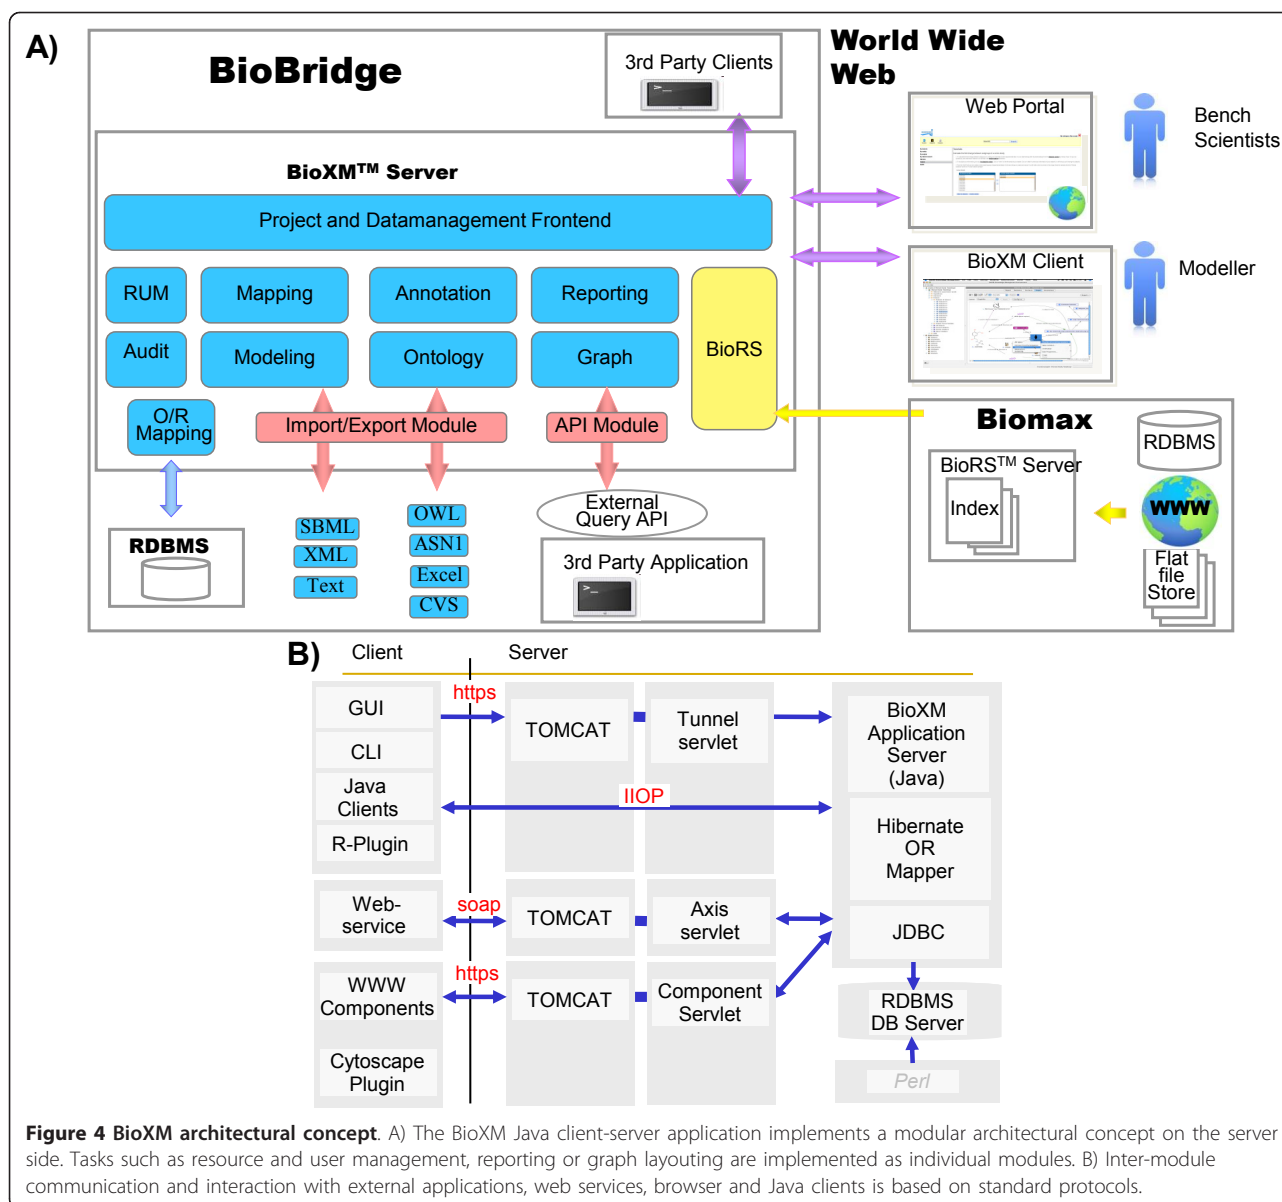 A)
BioBridge
3rd Party Clients
World Wide
Web
Web Portal
Bench
Scientists
BioXM™ Server
Project and Datamanagement Frontend
BioXM Client
Modeller
RUM
Mapping
Annotation
Reporting
BioRS
Audit
Modeling
Ontology
Graph
O/R
Mapping
Import/Export Module
API Module
Biomax
RDBMS
BioRS™ Server
Index
WWW
Flat
file
Store
External
Query API
RDBMS
SBML
XML
Text
OWL
ASN1
Excel
CVS
3rd Party Application
B)
Client
Server
https
GUI
CLI
Java
Clients
R-Plugin
TOMCAT
Tunnel
servlet
BioXM
Application
Server
(Java)
IIOP
Hibernate
OR
Mapper
Web-
service
soap
TOMCAT
Axis
servlet
JDBC
https
WWW
Components
TOMCAT
Component
Servlet
RDBMS
DB Server
Cytoscape
Plugin
Perl
Figure 4 BioXM architectural concept. A) The BioXM Java client-server application implements a modular architectural concept on the server
side. Tasks such as resource and user management, reporting or graph layouting are implemented as individual modules. B) Inter-module
communication and interaction with external applications, web services, browser and Java clients is based on standard protocols.